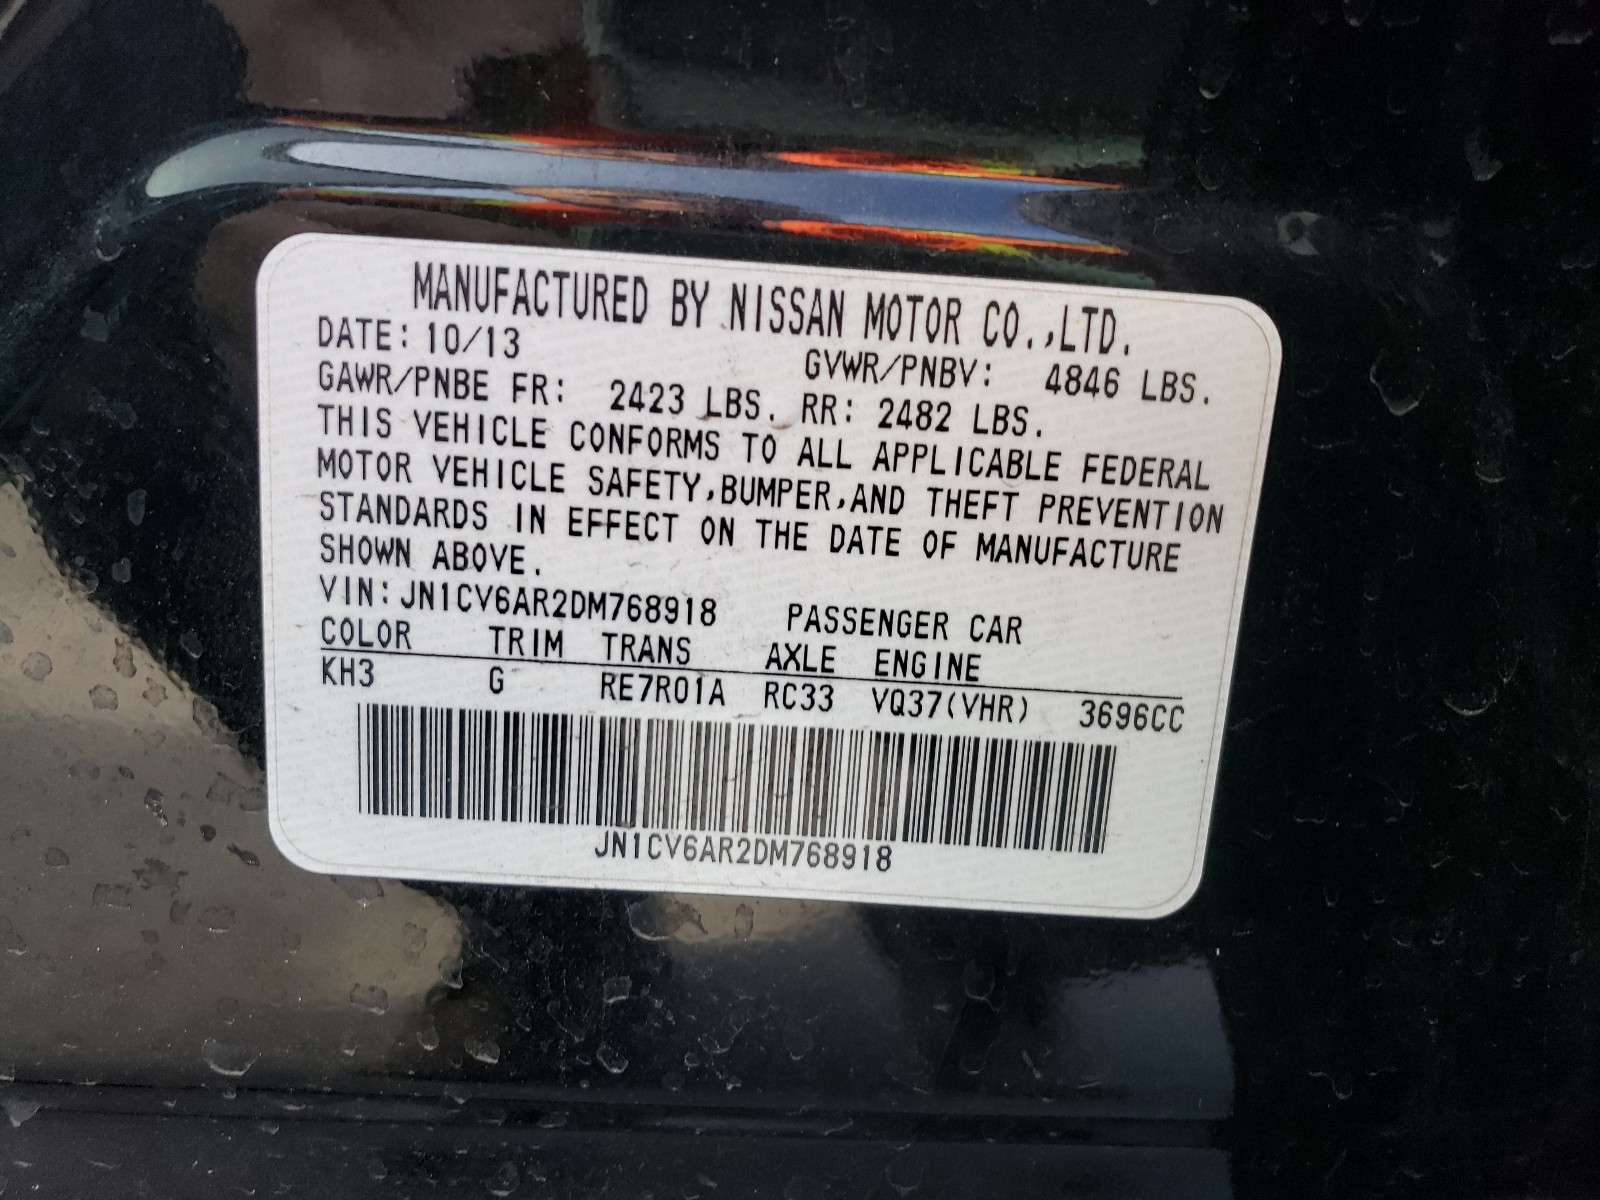 MANUFACTURED BY NISSAN MOTOR CO.,LTD.
DATE: 10/13 GVWR/PNBV: 4846 LBS.
GAWR/PNBE FR: 2423 LBS. RR: 2482 LBS.
THIS VEHICLE CONFORMS TO ALL APPLICABLE FEDERAL
MOTOR VEHICLE SAFETY,BUMPER,AND THEFT PREVENTION
STANDARDS IN EFFECT ON THE DATE OF MANUFACTURE
SHOWN ABOVE.
VIN: JN1CV6AR2DM768918 PASSENGER CAR
COLOR TRIM TRANS AXLE ENGINE
KH3 G RE7R01A RC33 VQ37(VHR) 3696CC
JN1CV6AR2DM768918